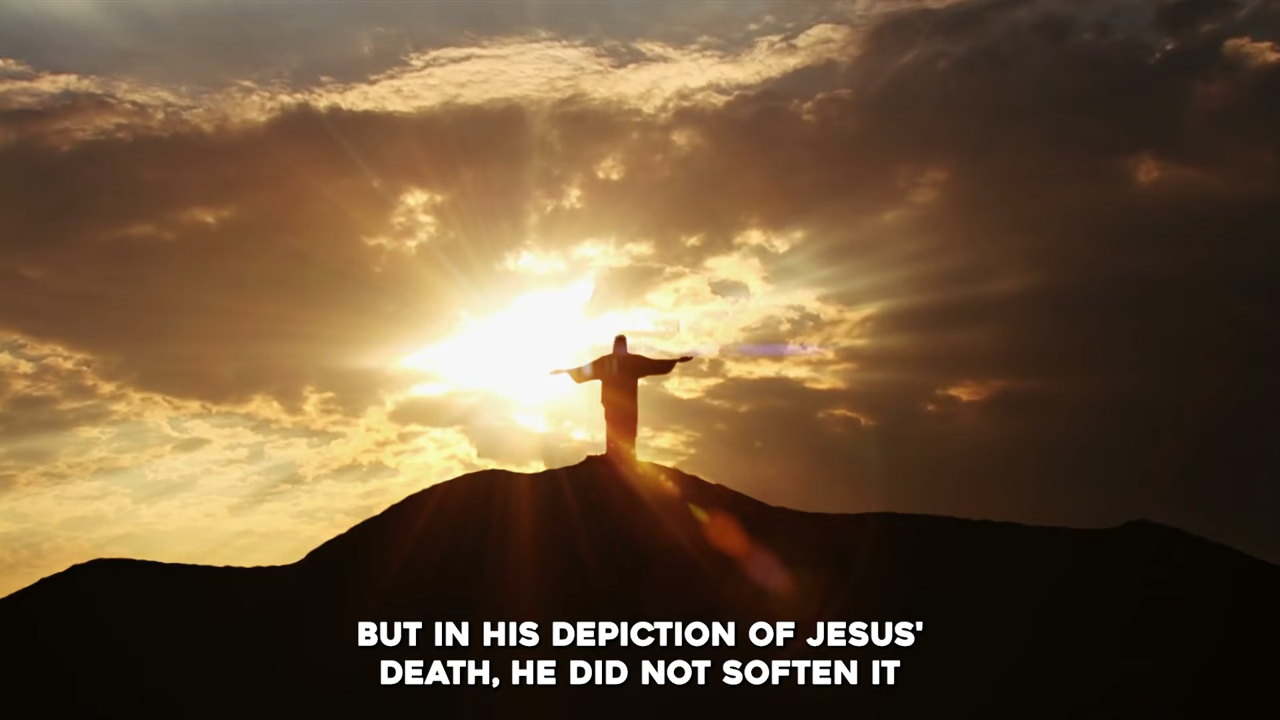 BUT IN HIS DEPICTION OF JESUS'
DEATH, HE DID NOT SOFTEN IT